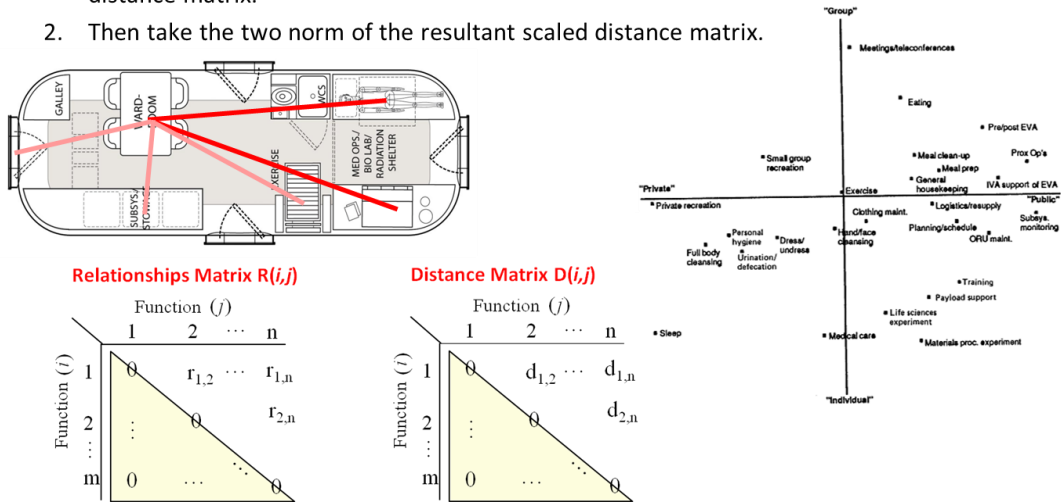 distance matrix.
2. Then take the two norm of the resultant scaled distance matrix.
GALLEY
WARD-
ROOM
WCS
EXERCISE
MED OPS./
BIO LAB/
RADIATION
SHELTER
SUBSYS./
STOWAGE
Relationships Matrix R(i,j)
Function (j)
1 2 ... n
Function (i)
1 0 r1,2 ... r1,n
2 ⋮ 0 r2,n
⋮ ⋱
m 0 ... 0
Distance Matrix D(i,j)
Function (j)
1 2 ... n
Function (i)
1 0 d1,2 ... d1,n
2 ⋮ 0 d2,n
⋮ ⋱
m 0 ... 0
"Group"
Meetings/teleconferences
Eating
Pre/post EVA
Small group
recreation
Meal clean-up
Prox Op's
Meal prep
General
housekeeping
IVA support of EVA
"Private"
Exercise
"Public"
Private recreation
Logistics/resupply
Clothing maint.
Subsys.
monitoring
Planning/schedule
ORU maint.
Hand/face
cleansing
Personal
hygiene
Dress/
undress
Full body
cleansing
Urination/
defecation
Training
Payload support
Life sciences
experiment
Sleep
Medical care
Materials proc. experiment
"Individual"